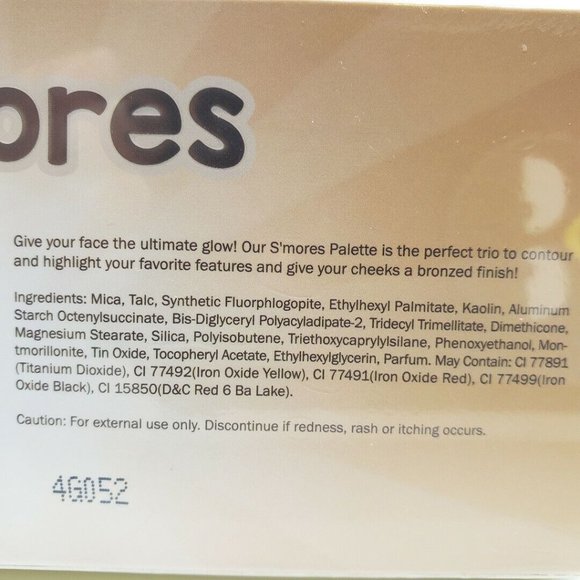 ores
Give your face the ultimate glow! Our S'mores Palette is the perfect trio to contour
and highlight your favorite features and give your cheeks a bronzed finish!
Ingredients: Mica, Talc, Synthetic Fluorphlogopite, Ethylhexyl Palmitate, Kaolin, Aluminum
Starch Octenylsuccinate, Bis-Diglyceryl Polyacyladipate-2, Tridecyl Trimellitate, Dimethicone,
Magnesium Stearate, Silica, Polyisobutene, Triethoxycaprylylsilane, Phenoxyethanol, Mon-
tmorillonite, Tin Oxide, Tocopheryl Acetate, Ethylhexylglycerin, Parfum. May Contain: CI 77891
(Titanium Dioxide), CI 77492(Iron Oxide Yellow), CI 77491(Iron Oxide Red), CI 77499(Iron
Oxide Black), CI 15850(D&C Red 6 Ba Lake).
Caution: For external use only. Discontinue if redness, rash or itching occurs.
4G052